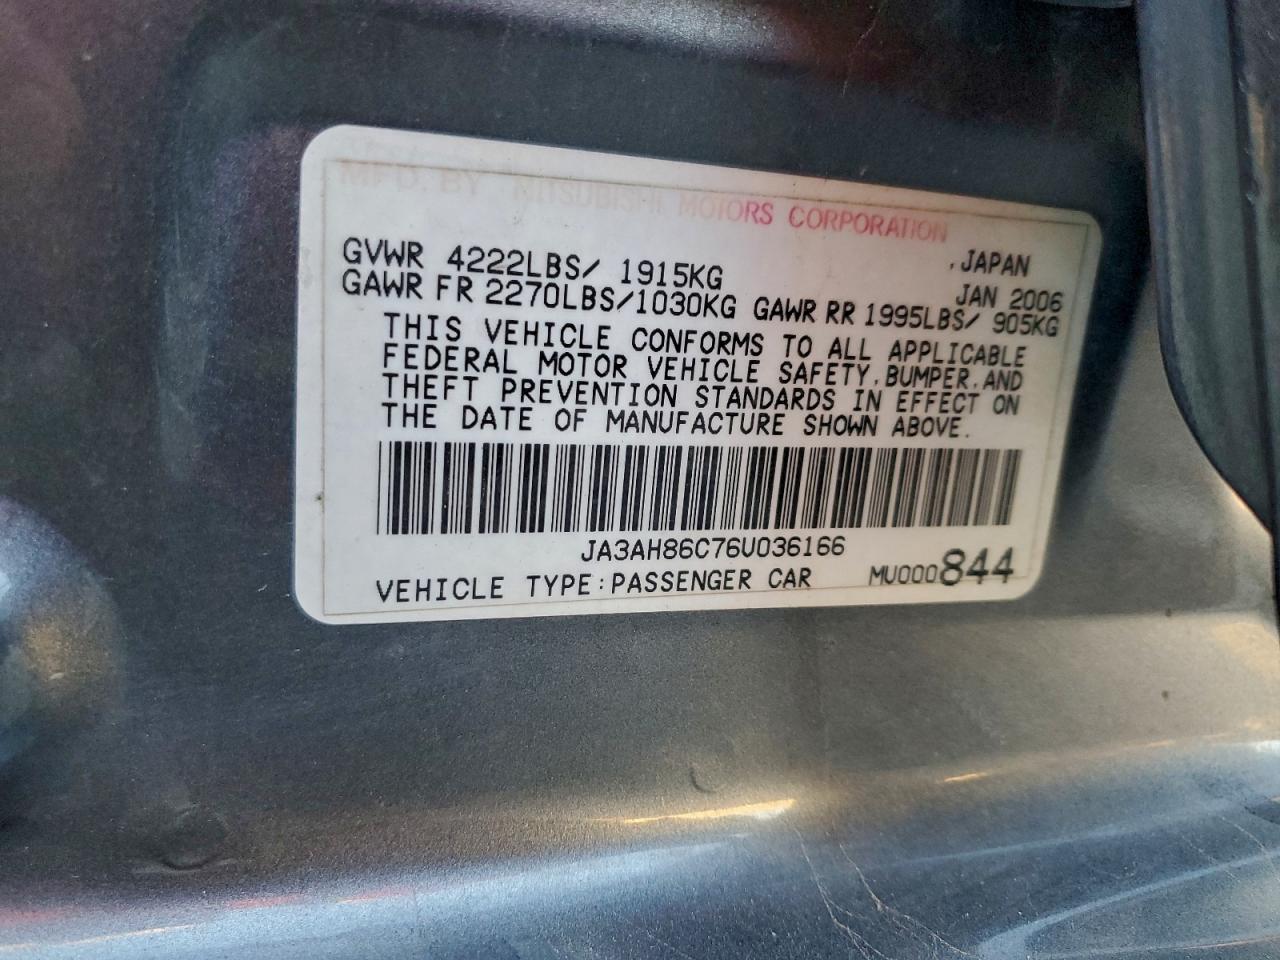 MFD. BY MITSUBISHI MOTORS CORPORATION
, JAPAN
GVWR 4222LBS/ 1915KG JAN 2006
GAWR FR 2270LBS/1030KG GAWR RR 1995LBS/ 905KG
THIS VEHICLE CONFORMS TO ALL APPLICABLE
FEDERAL MOTOR VEHICLE SAFETY, BUMPER, AND
THEFT PREVENTION STANDARDS IN EFFECT ON
THE DATE OF MANUFACTURE SHOWN ABOVE.
JA3AH86C76U036166
VEHICLE TYPE:PASSENGER CAR MU000844